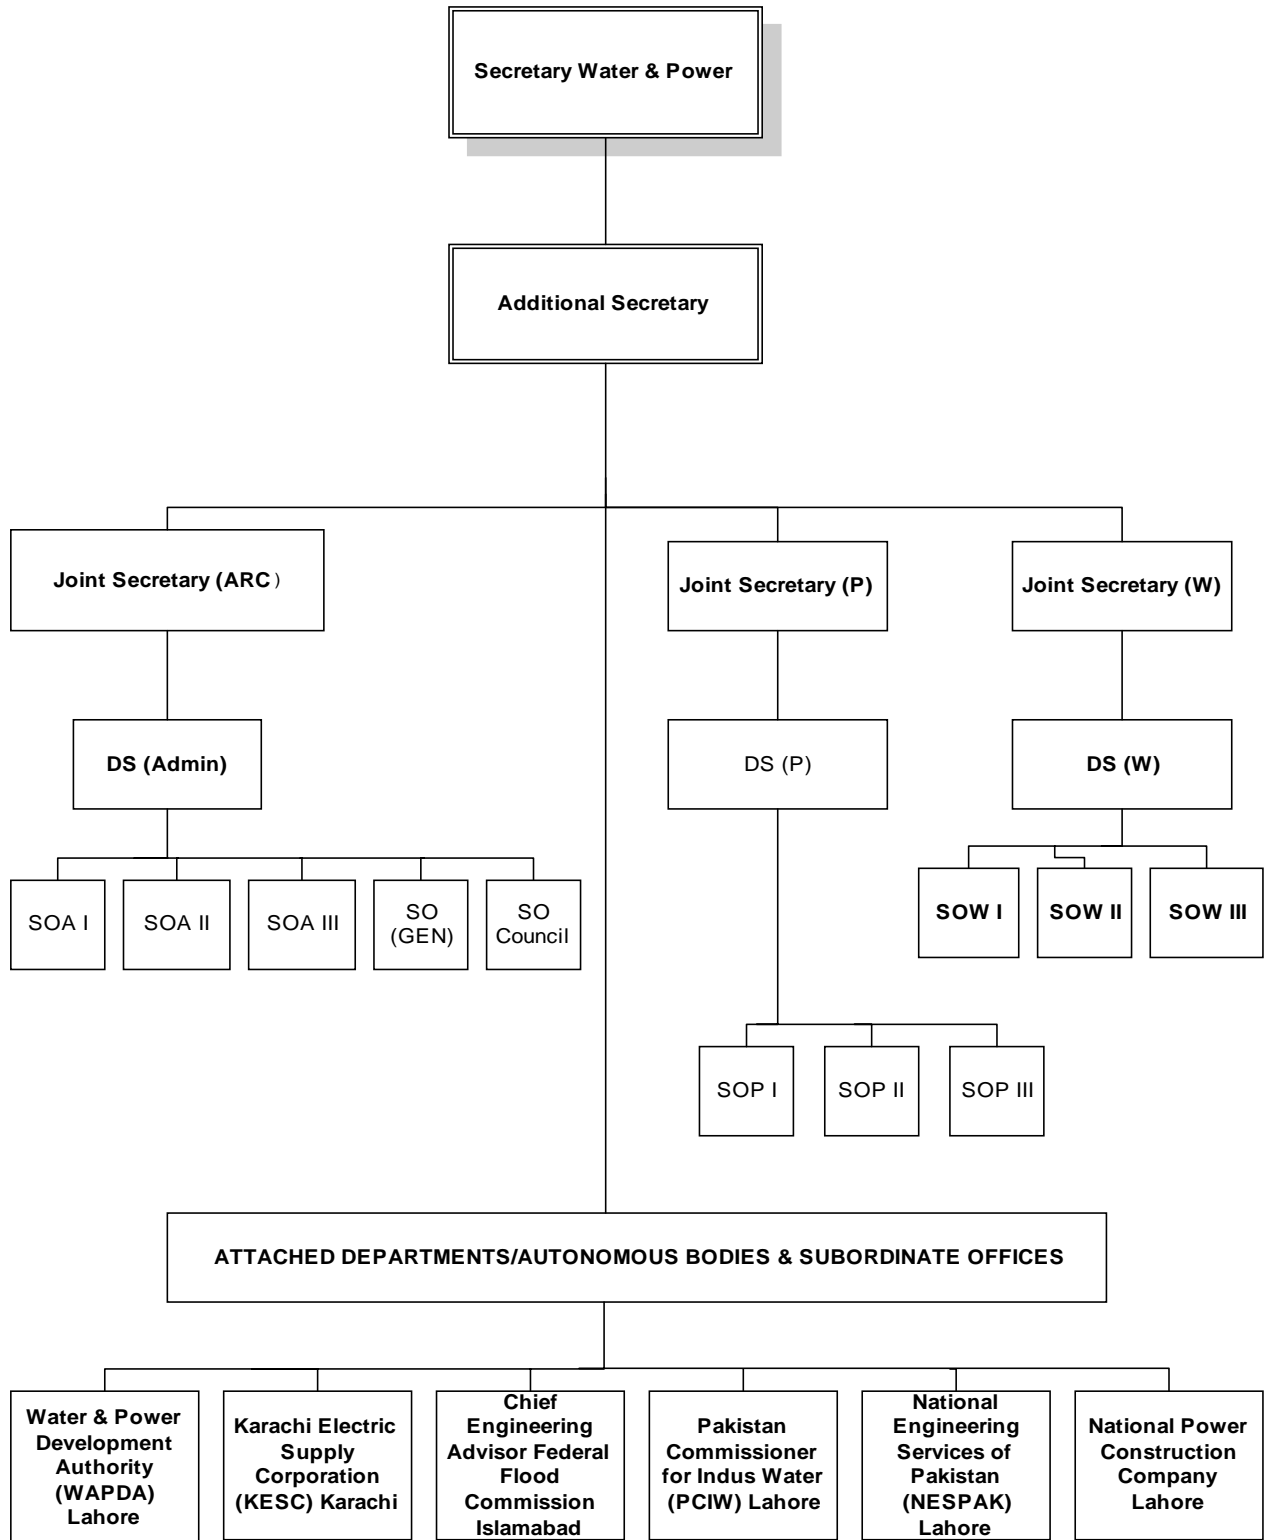 Secretary Water & Power
Additional Secretary
Joint Secretary (ARC)
Joint Secretary (P)
Joint Secretary (W)
DS (Admin)
DS (P)
DS (W)
SOA I
SOA II
SOA III
SO
(GEN)
SO
Council
SOW I
SOW II
SOW III
SOP I
SOP II
SOP III
ATTACHED DEPARTMENTS/AUTONOMOUS BODIES & SUBORDINATE OFFICES
Water & Power
Development
Authority
(WAPDA)
Lahore
Karachi Electric
Supply
Corporation
(KESC) Karachi
Chief
Engineering
Advisor Federal
Flood
Commission
Islamabad
Pakistan
Commissioner
for Indus Water
(PCIW) Lahore
National
Engineering
Services of
Pakistan
(NESPAK)
Lahore
National Power
Construction
Company
Lahore